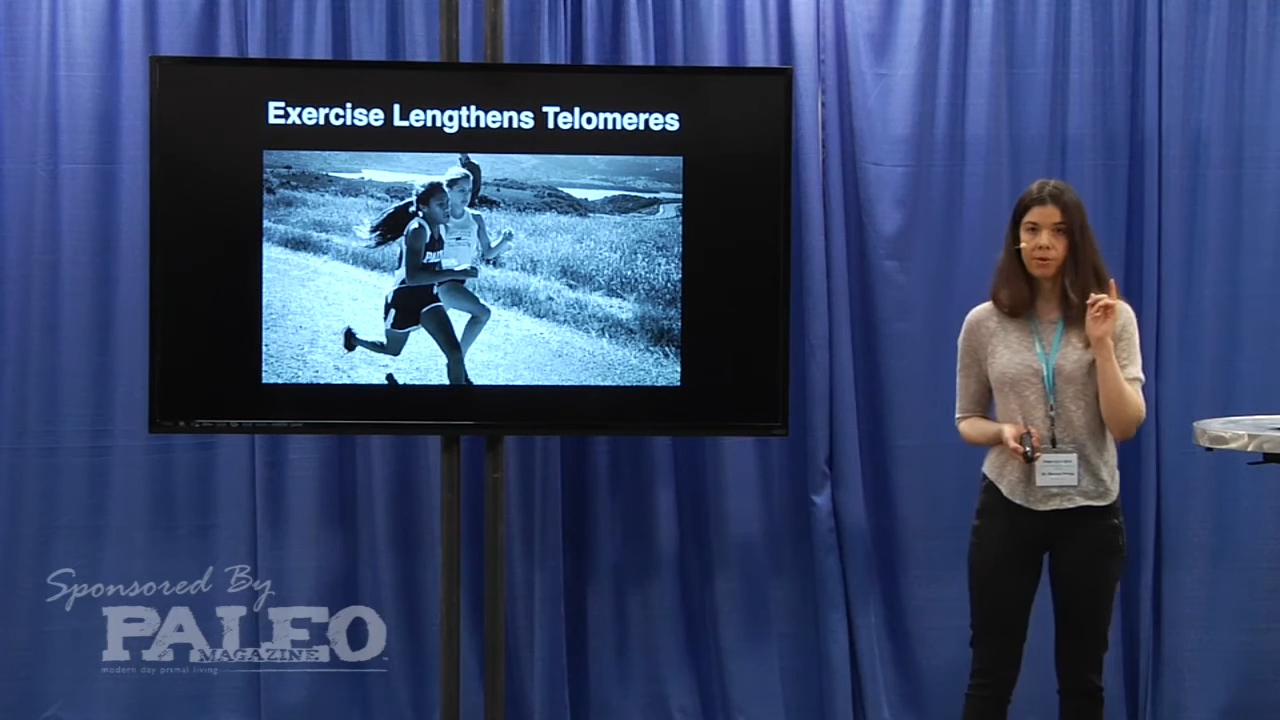 Exercise Lengthens Telomeres
Sponsored By
PALEO
MAGAZINE
modern day primal living